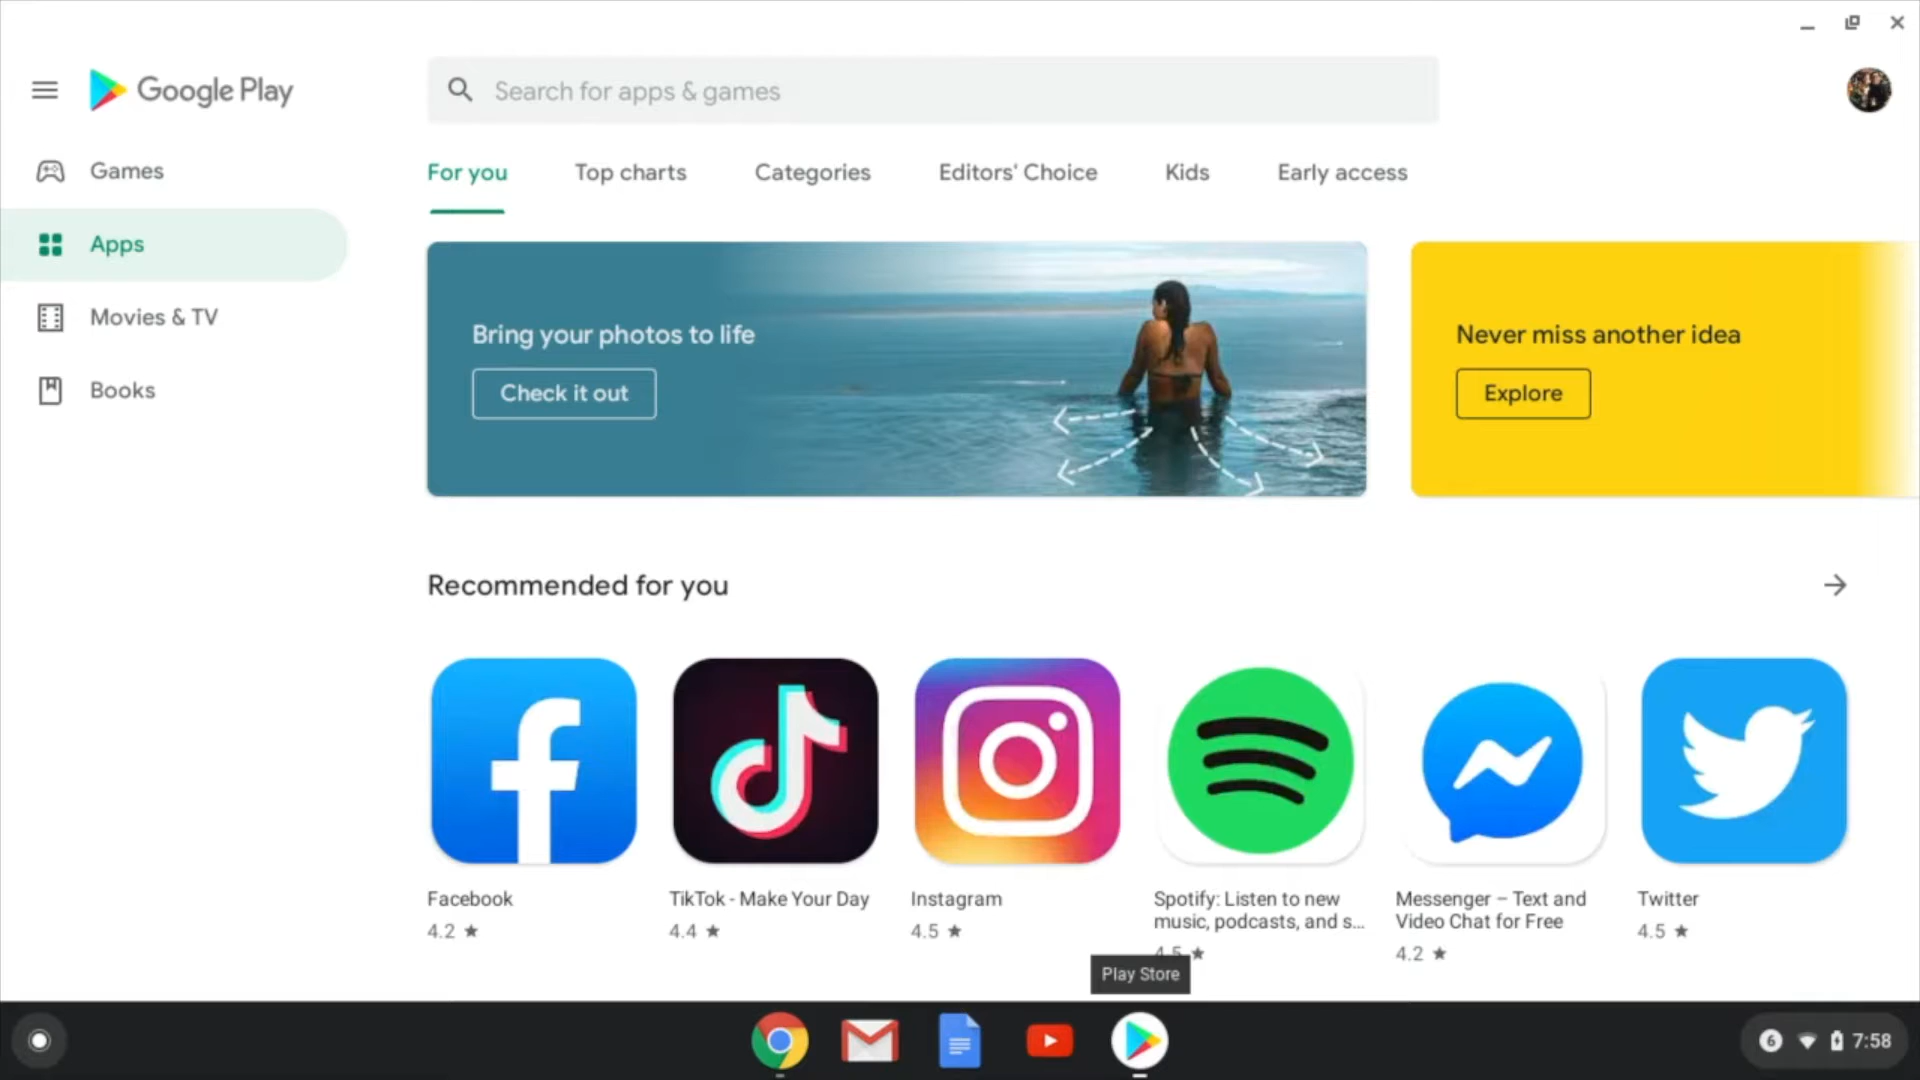 Google Play
Search for apps & games
Games
Apps
Movies & TV
Books
For you
Top charts
Categories
Editors' Choice
Kids
Early access
Bring your photos to life
Check it out
Never miss another idea
Explore
Recommended for you
Facebook
4.2 ★
TikTok - Make Your Day
4.4 ★
Instagram
4.5 ★
Spotify: Listen to new
music, podcasts, and s...
4.5 ★
Messenger – Text and
Video Chat for Free
4.2 ★
Twitter
4.5 ★
Play Store
6
7:58